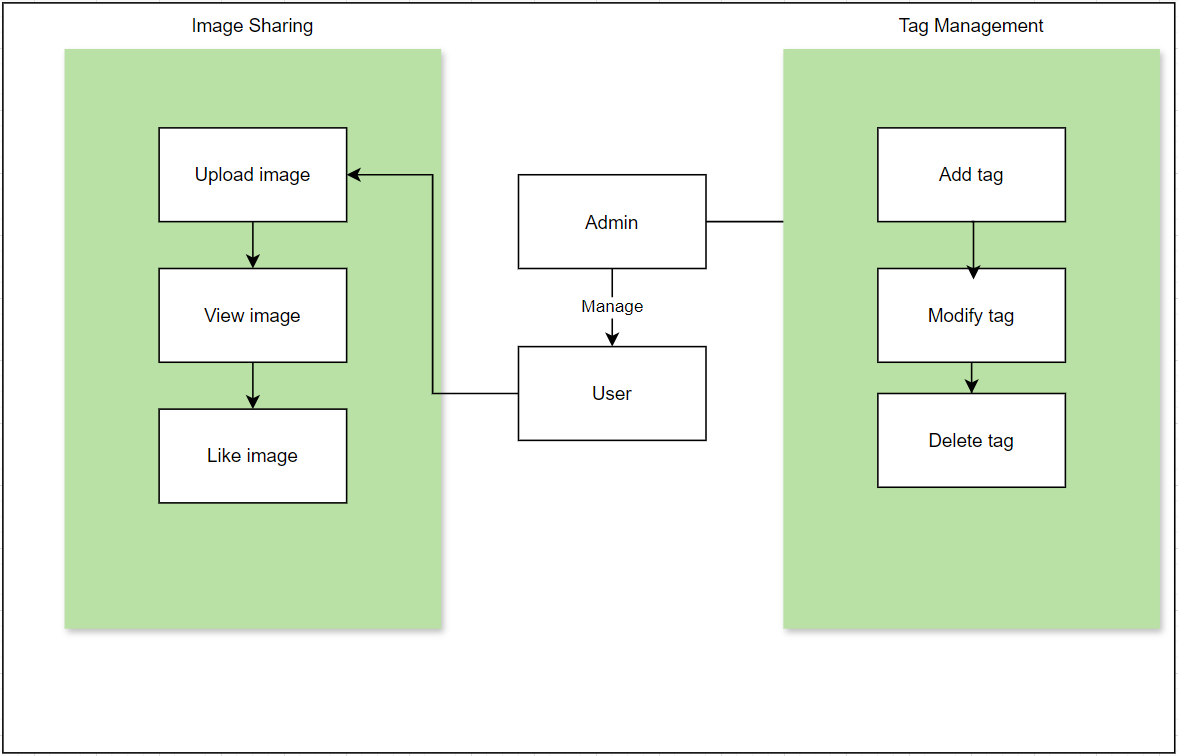 Image Sharing
Tag Management
Upload image
View image
Like image
Admin
Manage
User
Add tag
Modify tag
Delete tag